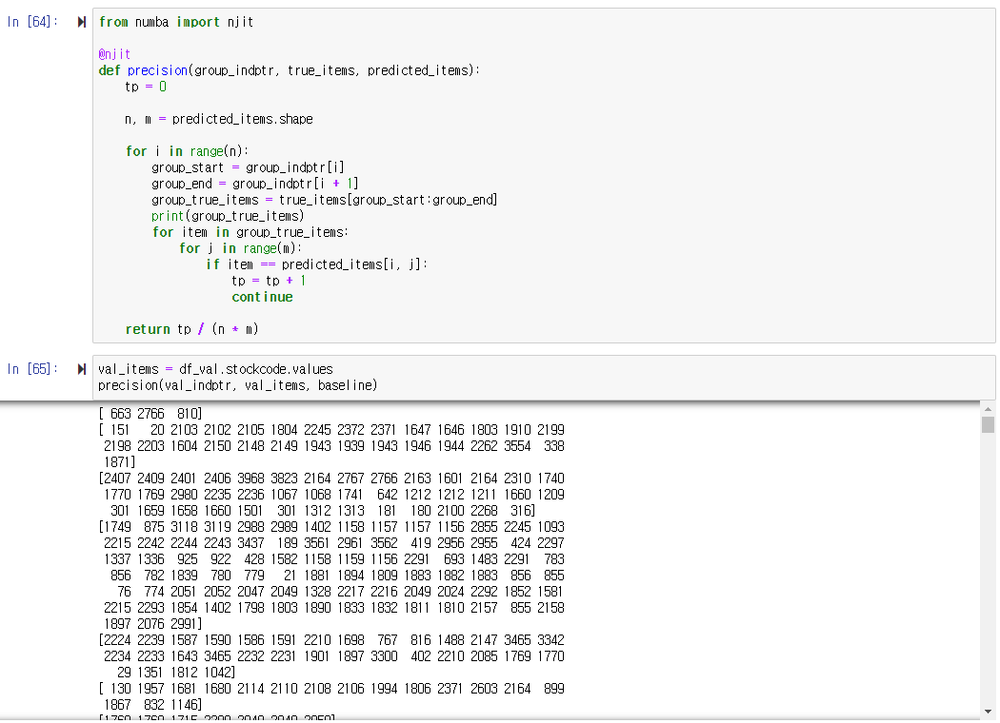 In [64]:
from numba import njit
@njit
def precision(group_indptr, true_items, predicted_items):
    tp = 0
    n, m = predicted_items.shape
    for i in range(n):
        group_start = group_indptr[i]
        group_end = group_indptr[i + 1]
        group_true_items = true_items[group_start:group_end]
        print(group_true_items)
        for item in group_true_items:
            for j in range(m):
                if item == predicted_items[i, j]:
                    tp = tp + 1
                    continue
    return tp / (n * m)
In [65]:
val_items = df_val.stockcode.values
precision(val_indptr, val_items, baseline)
[ 663 2766  810]
[ 151   20 2103 2102 2105 1804 2245 2372 2371 1647 1646 1803 1910 2199
 2198 2203 1604 2150 2148 2149 1943 1939 1943 1946 1944 2262 3554  338
 1871]
[2407 2409 2401 2406 3968 3823 2164 2767 2766 2163 1601 2164 2310 1740
 1770 1769 2980 2235 2236 1067 1068 1741  642 1212 1212 1211 1660 1209
  301 1659 1658 1660 1501  301 1312 1313  181  180 2100 2268  316]
[1749  875 3118 3119 2988 2989 1402 1158 1157 1157 1156 2855 2245 1093
 2215 2242 2244 2243 3437  189 3561 2961 3562  419 2956 2955  424 2297
 1337 1336  925  922  428 1582 1158 1159 1156 2291  693 1483 2291  783
  856  782 1839  780  779   21 1881 1894 1809 1883 1882 1883  856  855
   76  774 2051 2052 2047 2049 1328 2217 2216 2049 2024 2292 1852 1581
 2215 2293 1854 1402 1798 1803 1890 1833 1832 1811 1810 2157  855 2158
 1897 2076 2991]
[2224 2239 1587 1590 1586 1591 2210 1698  767  816 1488 2147 3465 3342
 2234 2233 1643 3465 2232 2231 1901 1897 3300  402 2210 2085 1769 1770
   29 1351 1812 1042]
[ 130 1957 1681 1680 2114 2110 2108 2106 1994 1806 2371 2603 2164  899
 1867  832 1146]